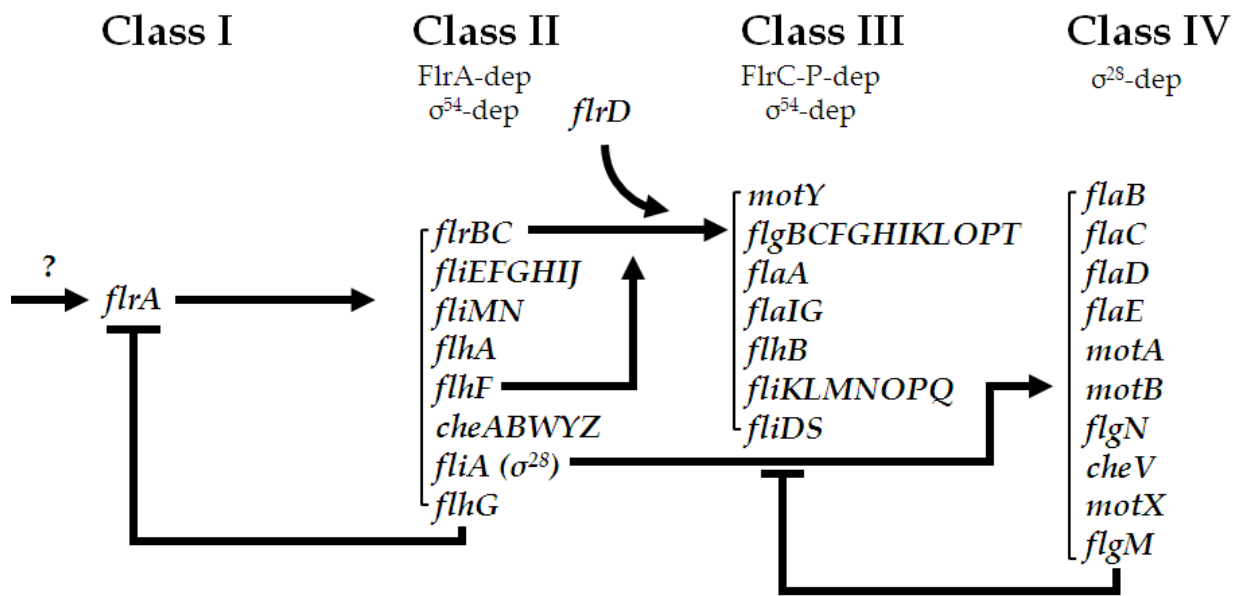 Class I
Class II
Class III
Class IV
FlrA-dep
σ⁵⁴-dep
FlrC-P-dep
σ⁵⁴-dep
σ²⁸-dep
flrD
?
flrA
flrBC
fliEFGHIJ
fliMN
flhA
flhF
cheABWYZ
fliA (σ²⁸)
flhG
motY
flgBCFGHIKLOPT
flaA
flaIG
flhB
fliKLMNOPQ
fliDS
flaB
flaC
flaD
flaE
motA
motB
flgN
cheV
motX
flgM